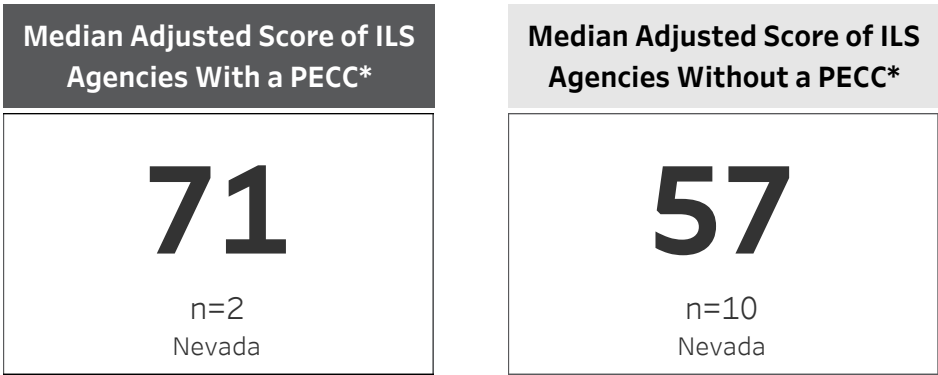 Median Adjusted Score of ILS
Agencies With a PECC*
71
n=2
Nevada
Median Adjusted Score of ILS
Agencies Without a PECC*
57
n=10
Nevada